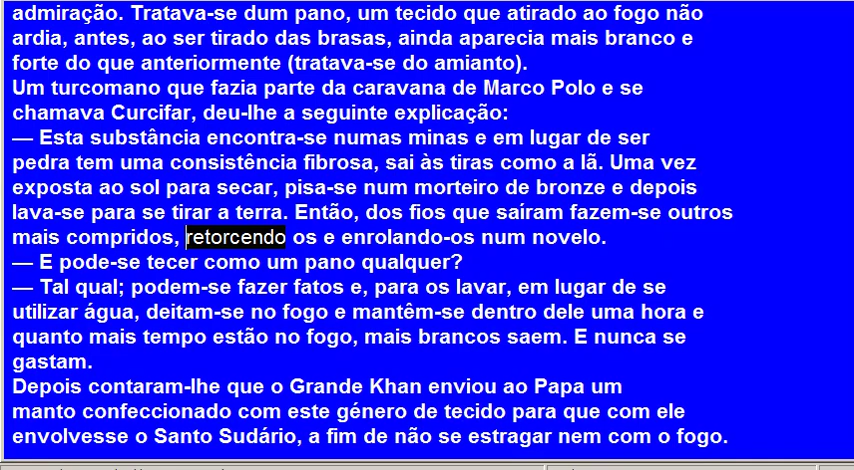 admiração. Tratava-se dum pano, um tecido que atirado ao fogo não
ardia, antes, ao ser tirado das brasas, ainda aparecia mais branco e
forte do que anteriormente (tratava-se do amianto).
Um turcomano que fazia parte da caravana de Marco Polo e se
chamava Curcifar, deu-lhe a seguinte explicação:
— Esta substância encontra-se numas minas e em lugar de ser
pedra tem uma consistência fibrosa, sai às tiras como a lã. Uma vez
exposta ao sol para secar, pisa-se num morteiro de bronze e depois
lava-se para se tirar a terra. Então, dos fios que saíram fazem-se outros
mais compridos, retorcendo os e enrolando-os num novelo.
— E pode-se tecer como um pano qualquer?
— Tal qual; podem-se fazer fatos e, para os lavar, em lugar de se
utilizar água, deitam-se no fogo e mantêm-se dentro dele uma hora e
quanto mais tempo estão no fogo, mais brancos saem. E nunca se
gastam.
Depois contaram-lhe que o Grande Khan enviou ao Papa um
manto confeccionado com este género de tecido para que com ele
envolvesse o Santo Sudário, a fim de não se estragar nem com o fogo.